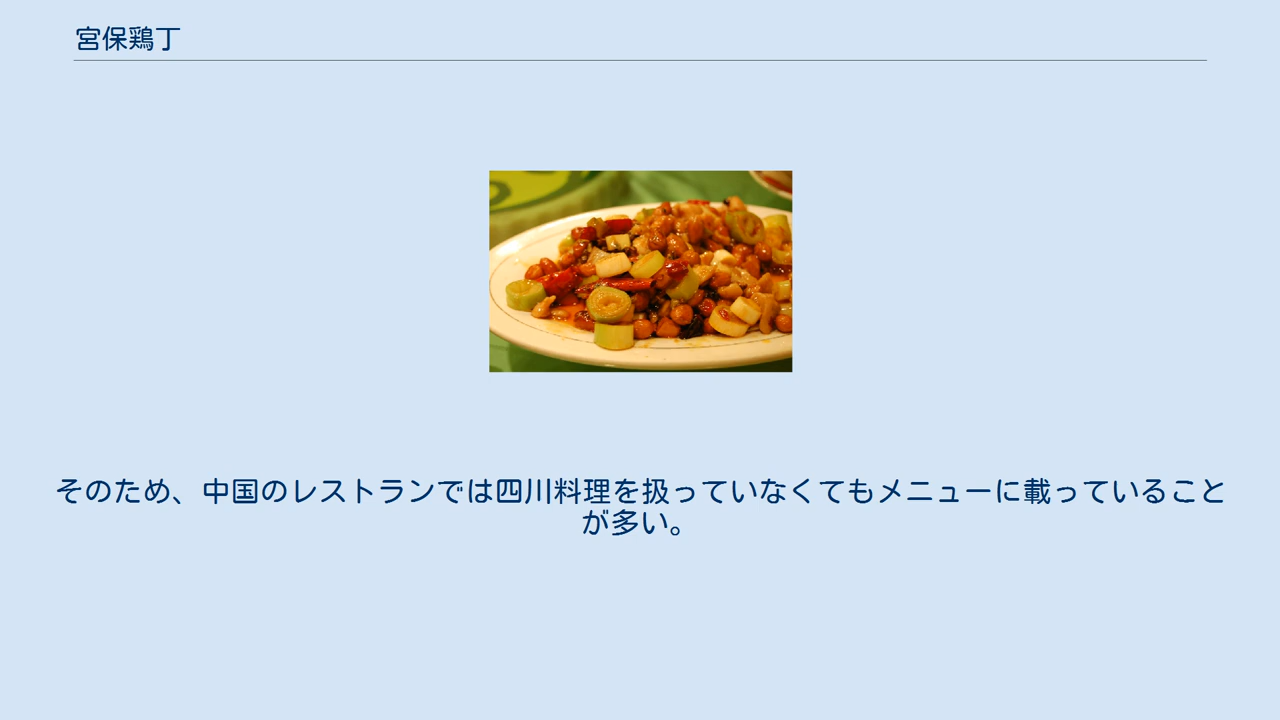 宮保鶏丁
そのため、中国のレストランでは四川料理を扱っていなくてもメニューに載っていること
が多い。